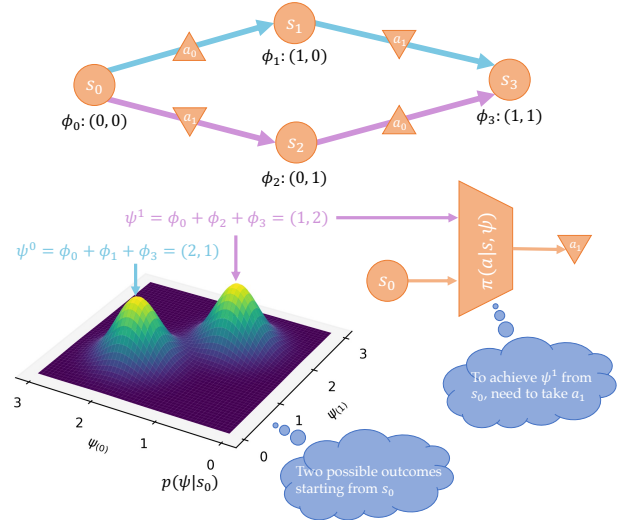 s₁
a₀
a₁
ϕ₁: (1, 0)
s₀
s₃
ϕ₀: (0, 0)
a₁
a₀
ϕ₃: (1, 1)
s₂
ϕ₂: (0, 1)
ψ¹ = ϕ₀ + ϕ₂ + ϕ₃ = (1, 2)
ψ⁰ = ϕ₀ + ϕ₁ + ϕ₃ = (2, 1)
π(a|s, ψ)
a₁
s₀
3
2
1
0
ψ₍₀₎
0
1
2
3
ψ₍₁₎
p(ψ|s₀)
To achieve ψ¹ from
s₀, need to take a₁
Two possible outcomes
starting from s₀